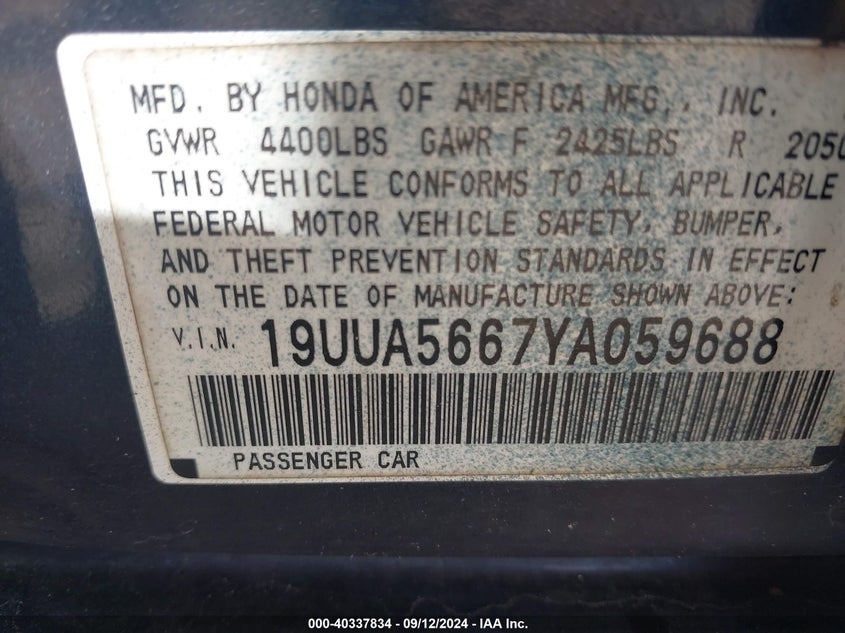 MFD. BY HONDA OF AMERICA MFG., INC.
GVWR 4400LBS GAWR F 2425LBS R 2050
THIS VEHICLE CONFORMS TO ALL APPLICABLE
FEDERAL MOTOR VEHICLE SAFETY, BUMPER,
AND THEFT PREVENTION STANDARDS IN EFFECT
ON THE DATE OF MANUFACTURE SHOWN ABOVE:
V.I.N. 19UUA5667YA059688
PASSENGER CAR
000-40337834 - 09/12/2024 - IAA Inc.